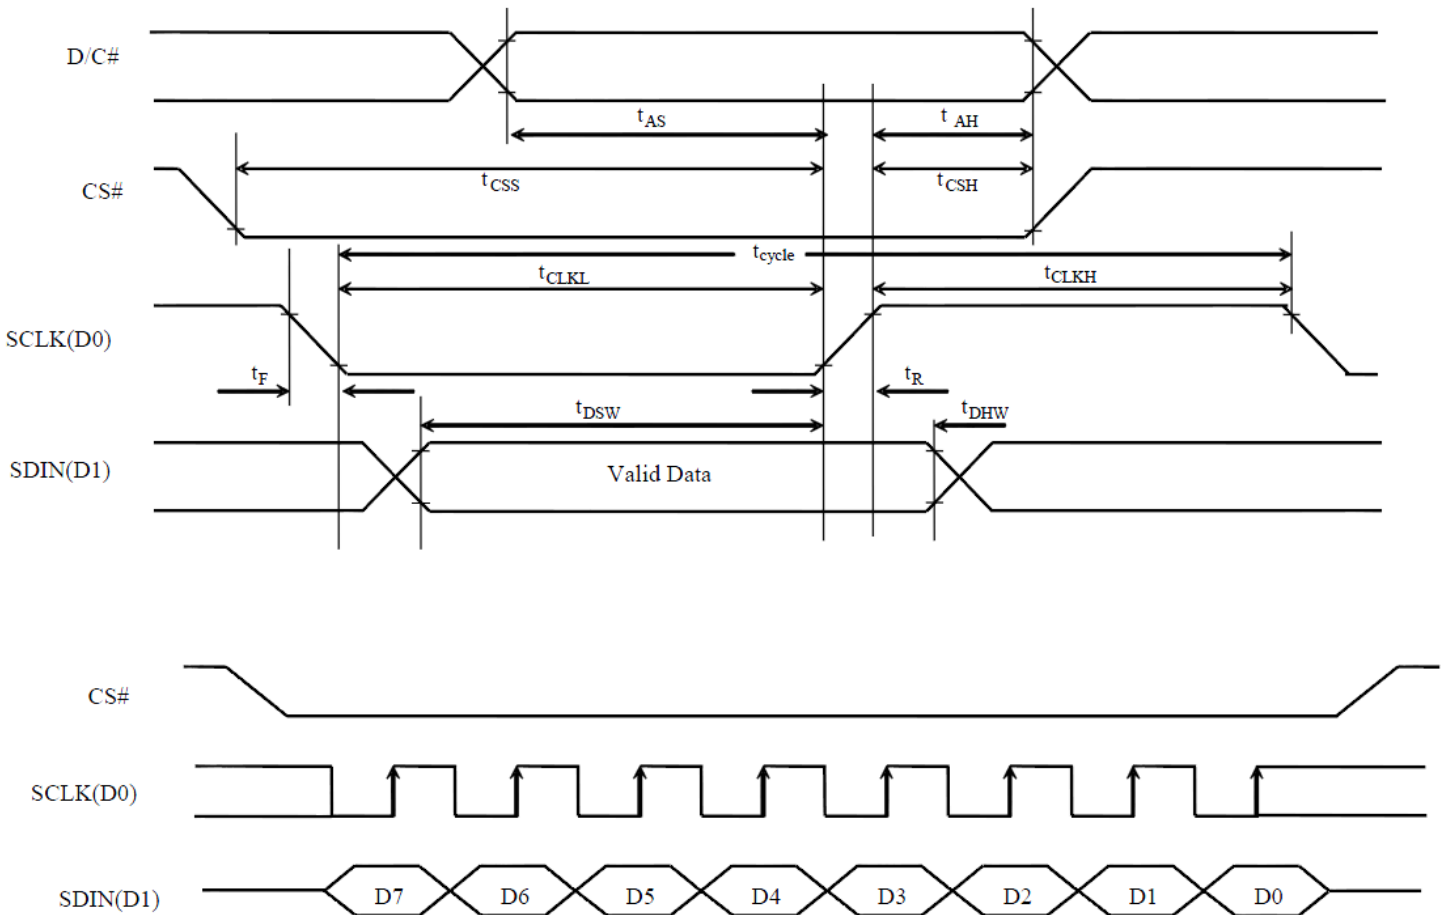 D/C#
tAS
t AH
CS#
tCSS
tCSH
tcycle
tCLKL
tCLKH
SCLK(D0)
tF
tR
tDSW
tDHW
SDIN(D1)
Valid Data
CS#
SCLK(D0)
SDIN(D1)
D7 D6 D5 D4 D3 D2 D1 D0